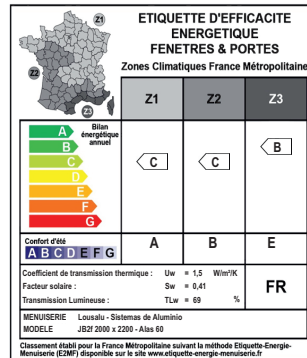 ETIQUETTE D'EFFICACITE
ENERGETIQUE
FENETRES & PORTES
Zones Climatiques France Métropolitaine
Z1
Z2
Z3
Z1 Z2 Z3
Bilan
énergétique
annuel
A
B
C
D
E
F
G
C C B
Confort d'été
A B C D E F G
A B E
Coefficient de transmission thermique : Uw = 1,5 W/m²/K
Facteur solaire : Sw = 0,41
Transmission Lumineuse : TLw = 69 %
FR
MENUISERIE Lousalu - Sistemas de Aluminio
MODELE JB2f 2000 x 2200 - Alas 60
Classement établi pour la France Métropolitaine suivant la méthode Etiquette-Energie-
Menuiserie (E2MF) disponible sur le site www.etiquette-energie-menuiserie.fr